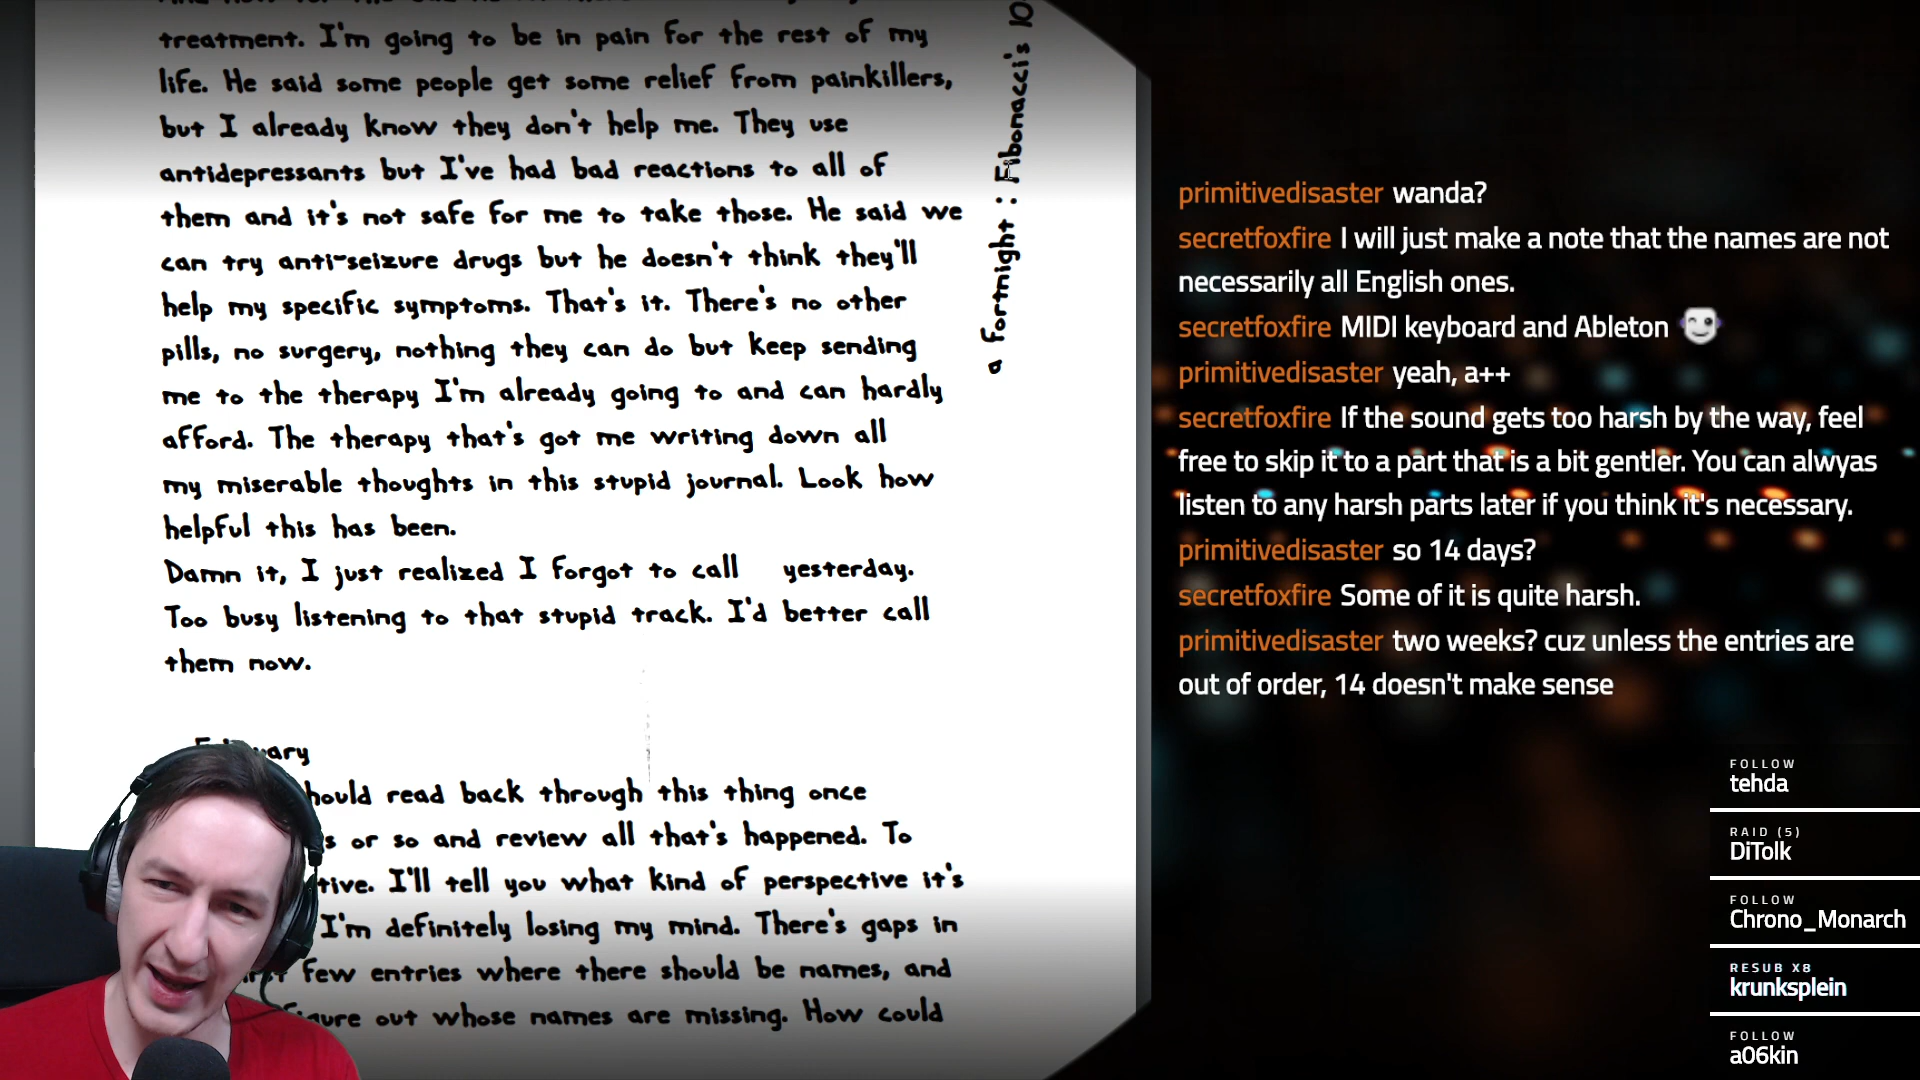 treatment. I'm going to be in pain for the rest of my
life. He said some people get some relief from painkillers,
but I already know they don't help me. They use
antidepressants but I've had bad reactions to all of
them and it's not safe for me to take those. He said we
can try anti-seizure drugs but he doesn't think they'll
help my specific symptoms. That's it. There's no other
pills, no surgery, nothing they can do but keep sending
me to the therapy I'm already going to and can hardly
afford. The therapy that's got me writing down all
my miserable thoughts in this stupid journal. Look how
helpful this has been.
Damn it, I just realized I forgot to call yesterday.
Too busy listening to that stupid track. I'd better call
them now.
hould read back through this thing once
s or so and review all that's happened. To
tive. I'll tell you what kind of perspective it's
I'm definitely losing my mind. There's gaps in
few entries where there should be names, and
igure out whose names are missing. How could
a fortnight : Fibonacci's 10
primitivedisaster wanda?
secretfoxfire I will just make a note that the names are not
necessarily all English ones.
secretfoxfire MIDI keyboard and Ableton
primitivedisaster yeah, a++
secretfoxfire If the sound gets too harsh by the way, feel
free to skip it to a part that is a bit gentler. You can alwyas
listen to any harsh parts later if you think it's necessary.
primitivedisaster so 14 days?
secretfoxfire Some of it is quite harsh.
primitivedisaster two weeks? cuz unless the entries are
out of order, 14 doesn't make sense
FOLLOW
tehda
RAID (5)
DiTolk
FOLLOW
Chrono_Monarch
RESUB X8
krunksplein
FOLLOW
a06kin